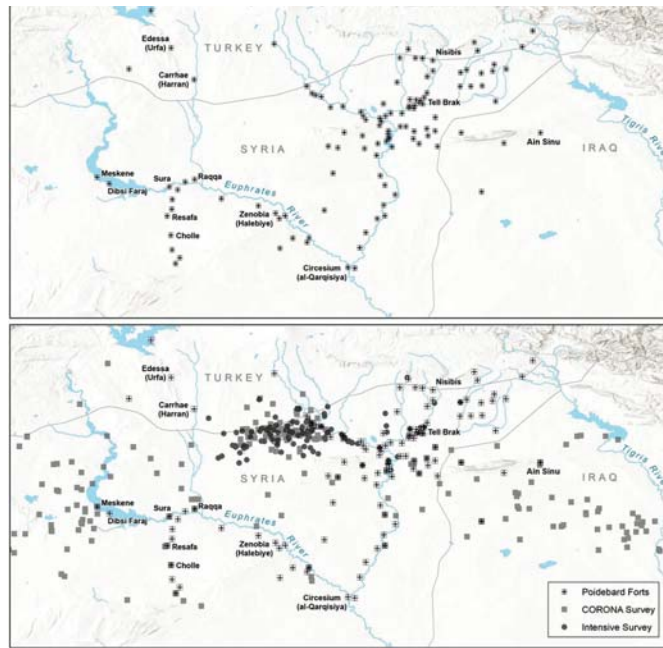 Edessa
(Urfa)
TURKEY
Nisibis
Carrhae
(Harran)
Tell Brak
Tigris River
SYRIA
Ain Sinu
IRAQ
Meskene
Sura
Raqqa
Dibsi Faraj
Euphrates
River
Resafa
Zenobia
(Halebiye)
Cholle
Circesium
(al-Qarqisiya)
Edessa
(Urfa)
TURKEY
Nisibis
Carrhae
(Harran)
Tell Brak
Tigris River
SYRIA
Ain Sinu
IRAQ
Meskene
Sura
Raqqa
Dibsi Faraj
Euphrates
River
Resafa
Zenobia
(Halebiye)
Cholle
Circesium
(al-Qarqisiya)
Poidebard Forts
CORONA Survey
Intensive Survey